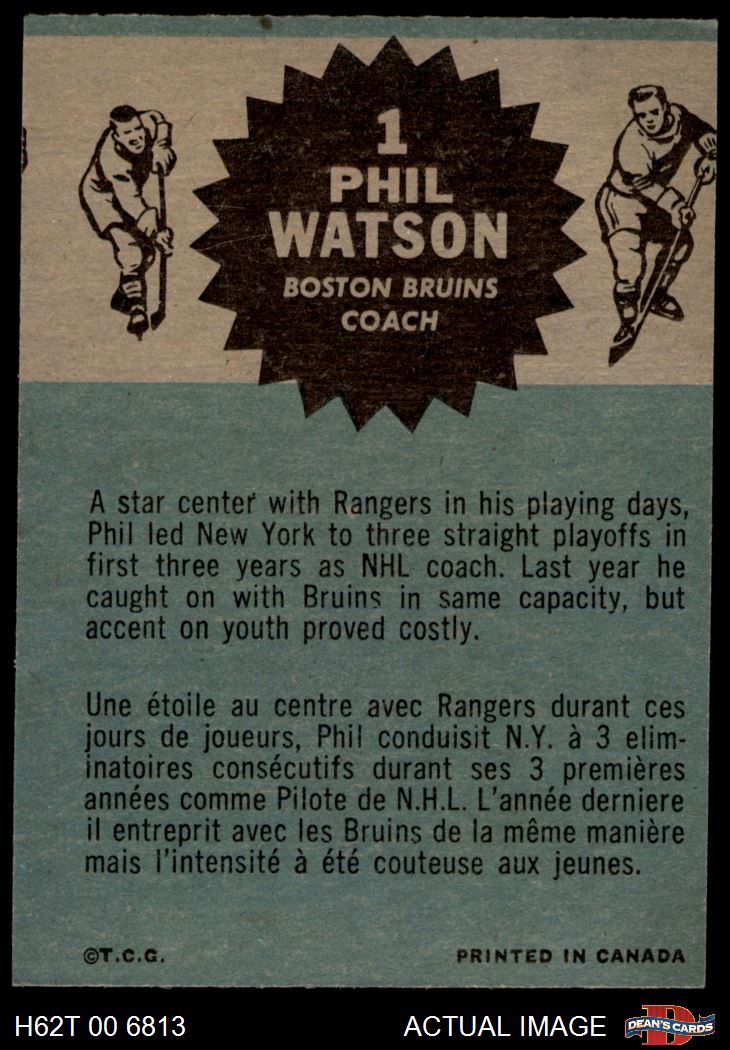 1
PHIL
WATSON
BOSTON BRUINS
COACH
A star center with Rangers in his playing days,
Phil led New York to three straight playoffs in
first three years as NHL coach. Last year he
caught on with Bruins in same capacity, but
accent on youth proved costly.
Une étoile au centre avec Rangers durant ces
jours de joueurs, Phil conduisit N.Y. à 3 elim-
inatoires consécutifs durant ses 3 premières
années comme Pilote de N.H.L. L'année derniere
il entreprit avec les Bruins de la même manière
mais l'intensité à été couteuse aux jeunes.
©T.C.G. PRINTED IN CANADA
H62T 00 6813 ACTUAL IMAGE D DEAN'S CARDS